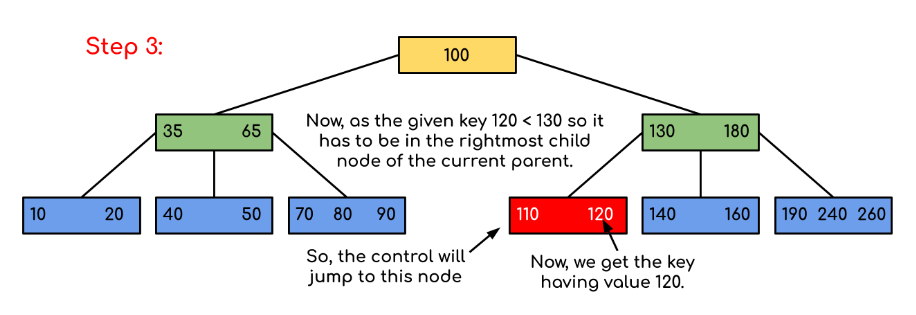 Step 3:
100
35 65
Now, as the given key 120 < 130 so it
has to be in the rightmost child
node of the current parent.
130 180
10 20
40 50
70 80 90
110 120
140 160
190 240 260
So, the control will
jump to this node
Now, we get the key
having value 120.